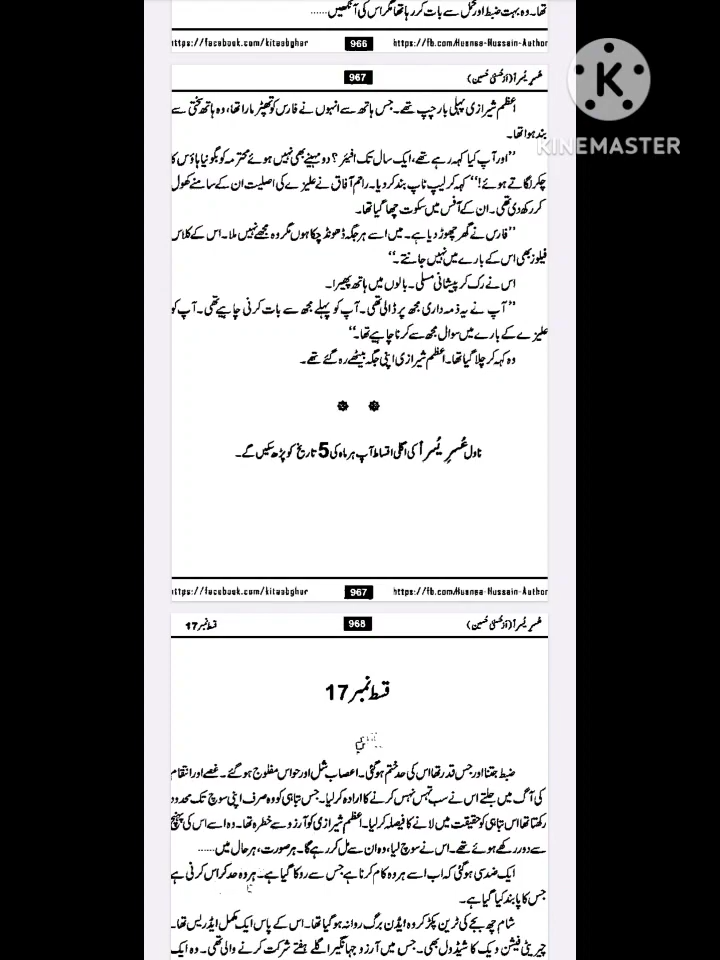 تھا۔ وہ بہت ضبط اور تحمل سے بات کر رہا تھا مگر اس کی آنکھیں......
https://facebook.com/kitaabghar 966 https://fb.com/Husnaa-Hussain-Author
967 عُسرِ یُسراً (از حُسنیٰ حُسین)
K
KINEMASTER
اعظم شیرازی پہلی بار چپ تھے۔ جس ہاتھ سے انہوں نے فارس کو تھپڑ مارا تھا، وہ ہاتھ سختی سے
بند ہوا تھا۔
”اور آپ کیا کہہ رہے تھے، ایک سال تک افیئر؟ دو مہینے بھی نہیں ہوئے محترمہ کو بگونیا ہاؤس کا
چکر لگاتے ہوئے!“ کہہ کر لیپ ٹاپ بند کر دیا۔ راحم آفاق نے علیزے کی اصلیت ان کے سامنے کھول
کر رکھ دی تھی۔ ان کے آفس میں سکوت چھا گیا تھا۔
”فارس نے گھر چھوڑ دیا ہے۔ میں اسے ہر جگہ ڈھونڈ چکا ہوں مگر وہ مجھے نہیں ملا۔ اس کے کلاس
فیلوز بھی اس کے بارے میں نہیں جانتے۔“
اس نے رک کر پیشانی مسلی۔ بالوں میں ہاتھ پھیرا۔
”آپ نے یہ ذمہ داری مجھ پر ڈالی تھی۔ آپ کو پہلے مجھ سے بات کرنی چاہیے تھی۔ آپ کو
علیزے کے بارے میں سوال مجھ سے کرنا چاہیے تھا۔“
وہ کہہ کر چلا گیا تھا۔ اعظم شیرازی اپنی جگہ بیٹھے رہ گئے تھے۔
ناول عُسرِ یُسراً کی اگلی اقساط آپ ہر ماہ کی 5 تاریخ کو پڑھ سکیں گے۔
https://facebook.com/kitaabghar 967 https://fb.com/Husnaa-Hussain-Author
قسط نمبر 17 968 عُسرِ یُسراً (از حُسنیٰ حُسین)
قسط نمبر 17
ضبط جتنا اور جس قدر تھا اس کی حد ختم ہو گئی۔ اعصاب شل اور حواس مفلوج ہو گئے۔ غصے اور انتقام
کی آگ میں جلتے اس نے سب تہس نہس کرنے کا ارادہ کر لیا۔ جس تباہی کو وہ صرف اپنی سوچ تک محدود
رکھتا تھا اس تباہی کو حقیقت میں لانے کا فیصلہ کر لیا۔ اعظم شیرازی کو آرزو سے خطرہ تھا۔ وہ اسے اس کی پہنچ
سے دور رکھے ہوئے تھے۔ اس نے سوچ لیا، وہ ان سے مل کر رہے گا۔ ہر صورت، ہر حال میں......
ایک ضد سی ہو گئی کہ اب اسے ہر وہ کام کرنا ہے جس سے روکا گیا ہے۔ ہر وہ حد کراس کرنی ہے
جس کا پابند کیا گیا ہے۔
شام چھ بجے کی ٹرین پکڑ کر وہ ایڈن برگ روانہ ہو گیا تھا۔ اس کے پاس ایک مکمل ایڈریس تھا۔
چیریٹی فیشن ویک کا شیڈول بھی۔ جس میں آرزو جہانگیر اگلے ہفتے شرکت کرنے والی تھی۔ وہ ایک